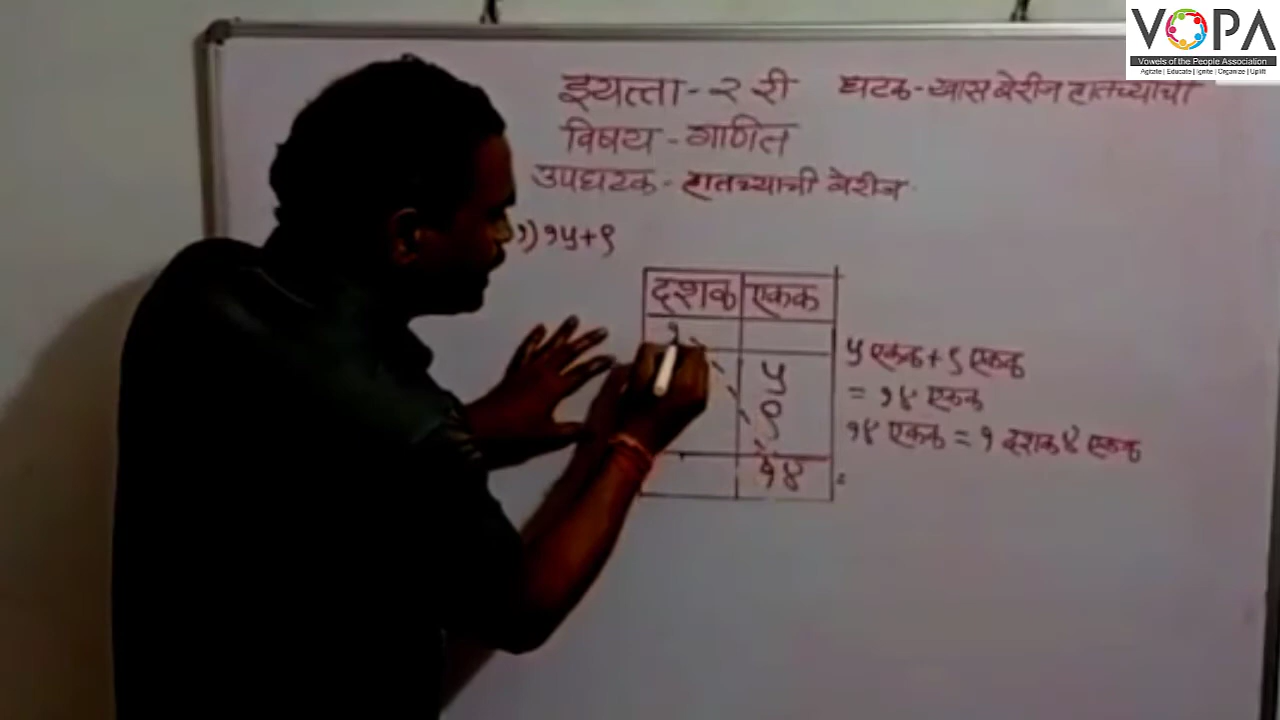 VOPA
Vowels of the People Association
Agitate | Educate | Ignite | Organize | Uplift
इयत्ता - २ री घटक - खास बेरीज हातच्याची
विषय - गणित
उपघटक - हातच्याची बेरीज
१) १५+९
दशक एकक
१
५
९
१४
५ एकक + ९ एकक
= १४ एकक
१४ एकक = १ दशक ४ एकक